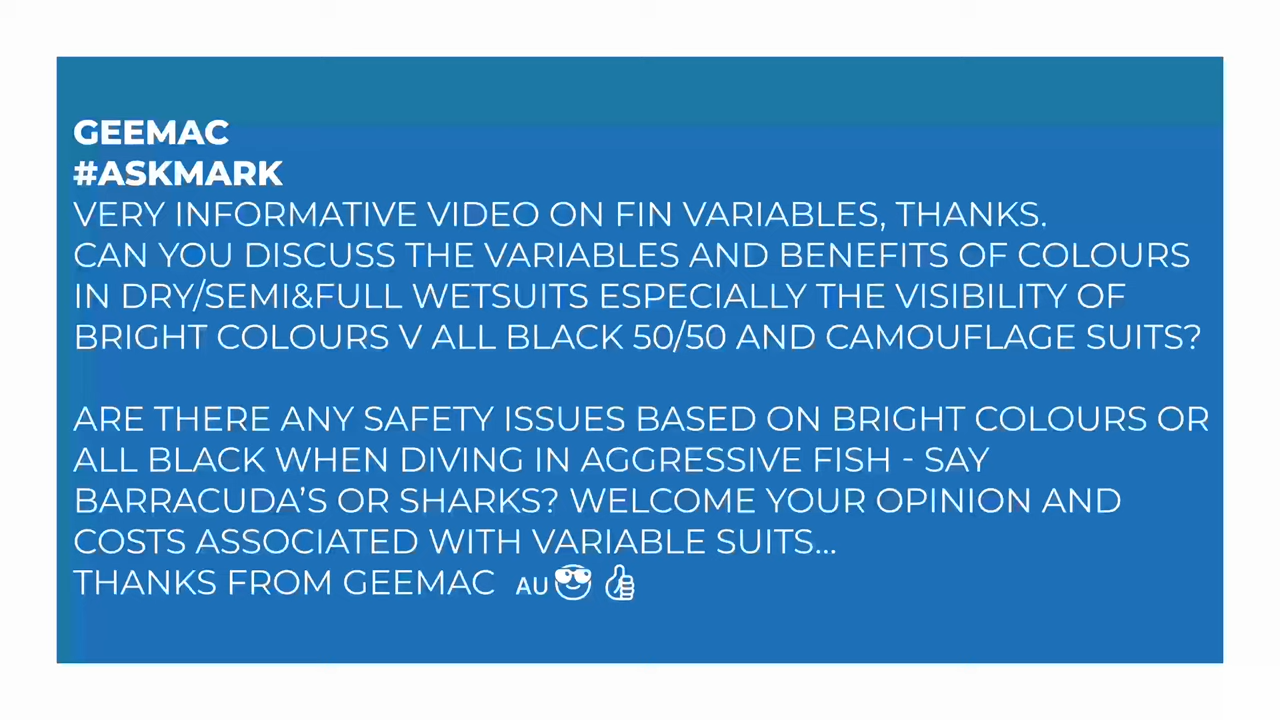 GEEMAC
#ASKMARK
VERY INFORMATIVE VIDEO ON FIN VARIABLES, THANKS.
CAN YOU DISCUSS THE VARIABLES AND BENEFITS OF COLOURS
IN DRY/SEMI&FULL WETSUITS ESPECIALLY THE VISIBILITY OF
BRIGHT COLOURS V ALL BLACK 50/50 AND CAMOUFLAGE SUITS?
ARE THERE ANY SAFETY ISSUES BASED ON BRIGHT COLOURS OR
ALL BLACK WHEN DIVING IN AGGRESSIVE FISH - SAY
BARRACUDA’S OR SHARKS? WELCOME YOUR OPINION AND
COSTS ASSOCIATED WITH VARIABLE SUITS...
THANKS FROM GEEMAC AU😎👍